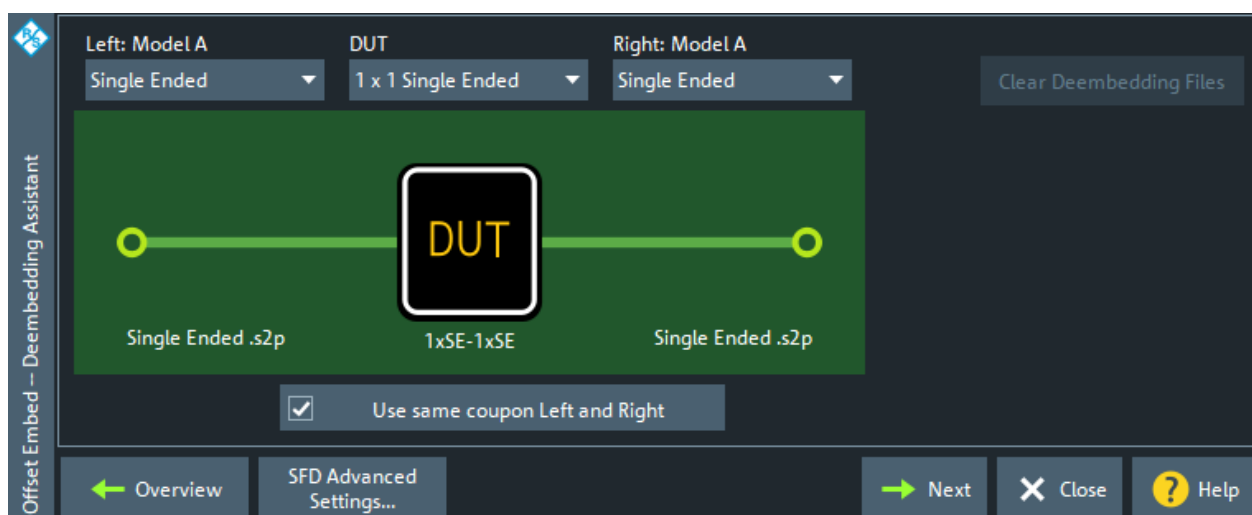 R&S
Offset Embed -- Deembedding Assistant
Left: Model A
DUT
Right: Model A
Single Ended
1 x 1 Single Ended
Single Ended
Clear Deembedding Files
DUT
Single Ended .s2p
1xSE-1xSE
Single Ended .s2p
Use same coupon Left and Right
Overview
SFD Advanced
Settings...
Next
Close
? Help